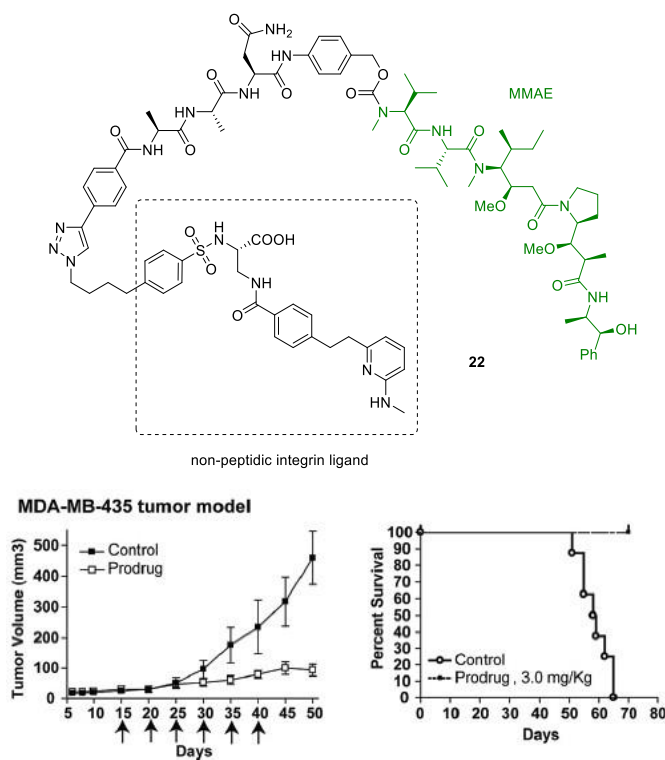 O
NH2
H
N
O
N
H
O
O
O
N
MMAE
O
H
N
O
N
O
H
N
O
N
H
O
O
N
MeO
O
N
N
N
N
H
N
S
O
O
COOH
NH
O
N
HN
MeO
O
HN
OH
Ph
22
non-peptidic integrin ligand
MDA-MB-435 tumor model
Tumor Volume (mm3)
500
400
300
200
100
0
Control
Prodrug
5 10 15 20 25 30 35 40 45 50
Days
Percent Survival
100
90
80
70
60
50
40
30
20
10
0
Control
Prodrug , 3.0 mg/Kg
0 10 20 30 40 50 60 70 80
Days